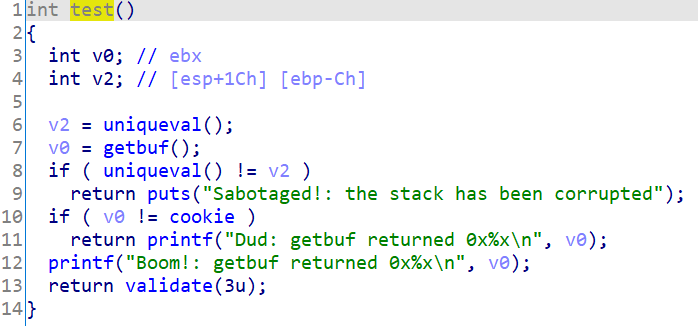 1 int test()
2 {
3   int v0; // ebx
4   int v2; // [esp+1Ch] [ebp-Ch]
5
6   v2 = uniqueval();
7   v0 = getbuf();
8   if ( uniqueval() != v2 )
9     return puts("Sabotaged!: the stack has been corrupted");
10   if ( v0 != cookie )
11     return printf("Dud: getbuf returned 0x%x\n", v0);
12   printf("Boom!: getbuf returned 0x%x\n", v0);
13   return validate(3u);
14 }